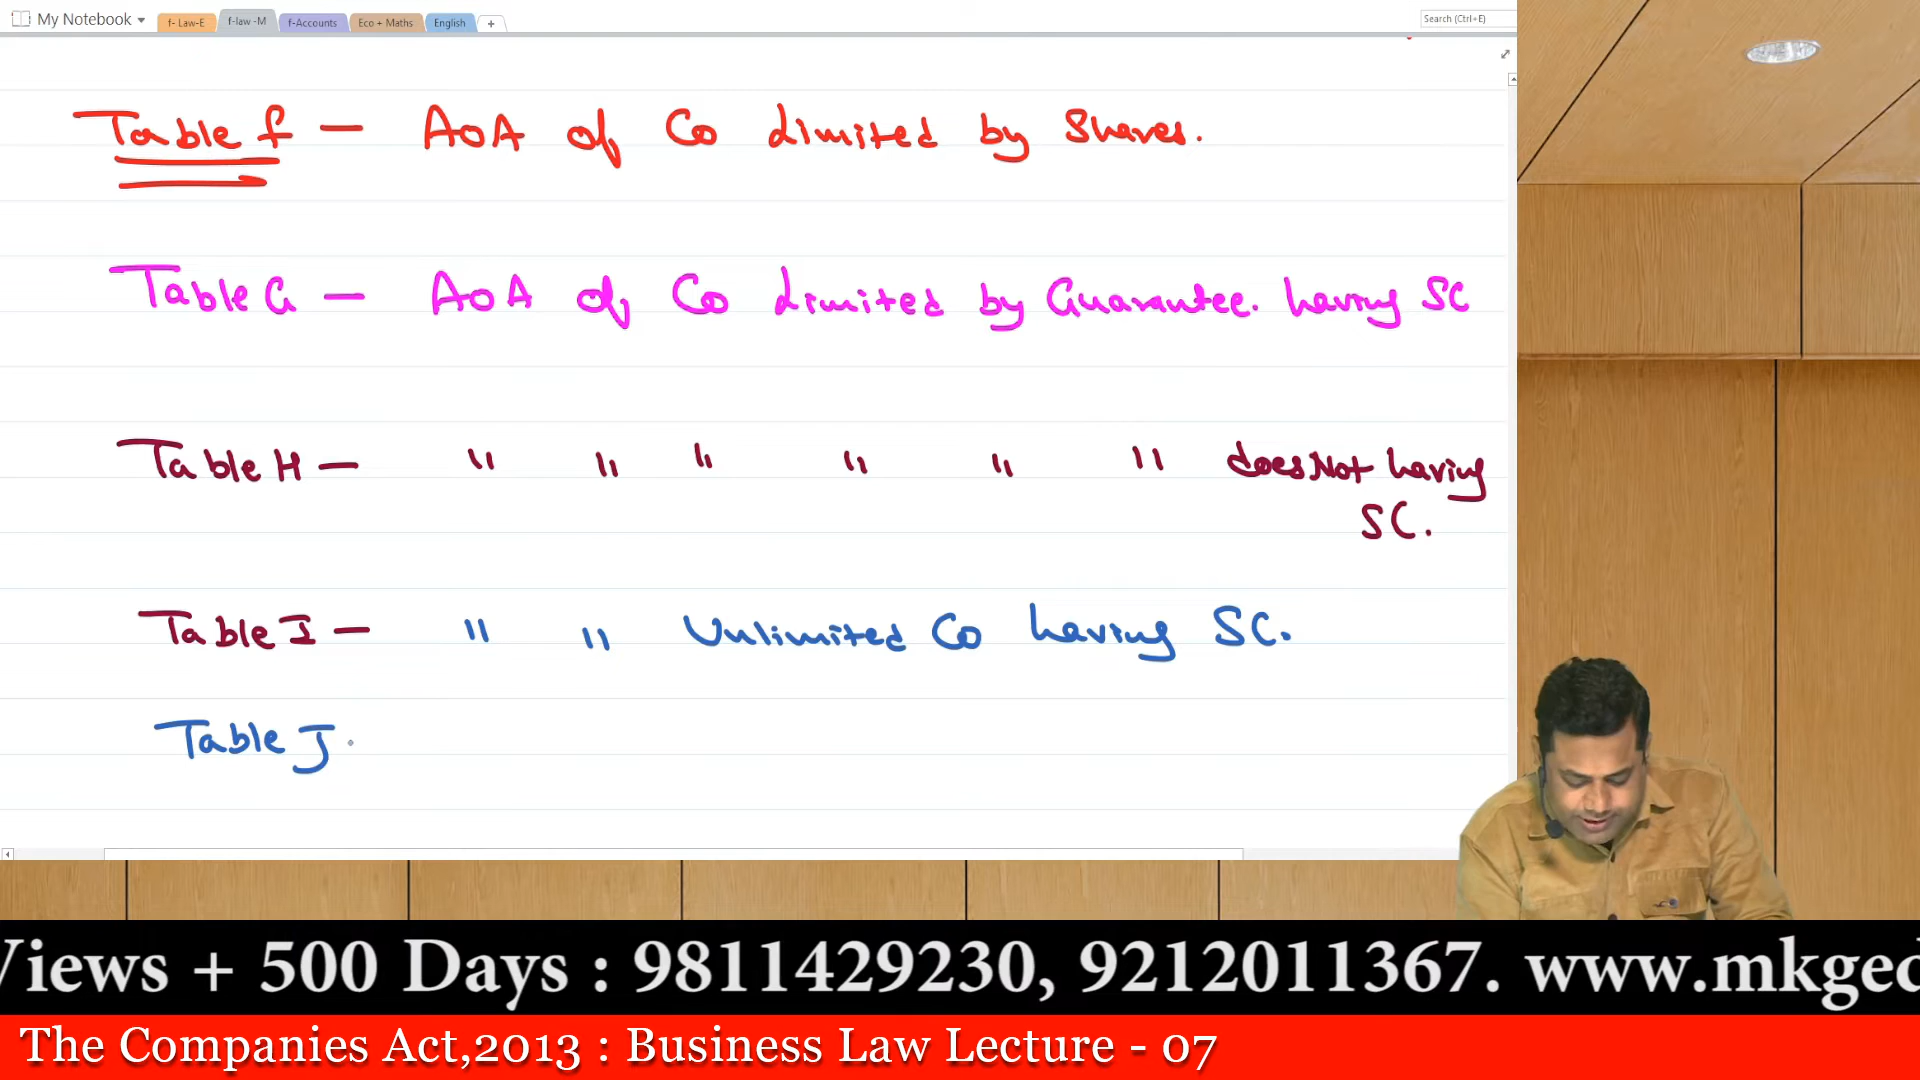 My Notebook
f- Law-E
f-law -M
f-Accounts
Eco + Maths
English
+
Search (Ctrl+E)
Table f — AoA of Co Limited by Shares.
Table G — AoA of Co Limited by Guarantee. having SC
Table H — " " " " " " does Not having
SC.
Table I — " " Unlimited Co having SC.
Table J
Views + 500 Days : 9811429230, 9212011367. www.mkged
The Companies Act,2013 : Business Law Lecture - 07